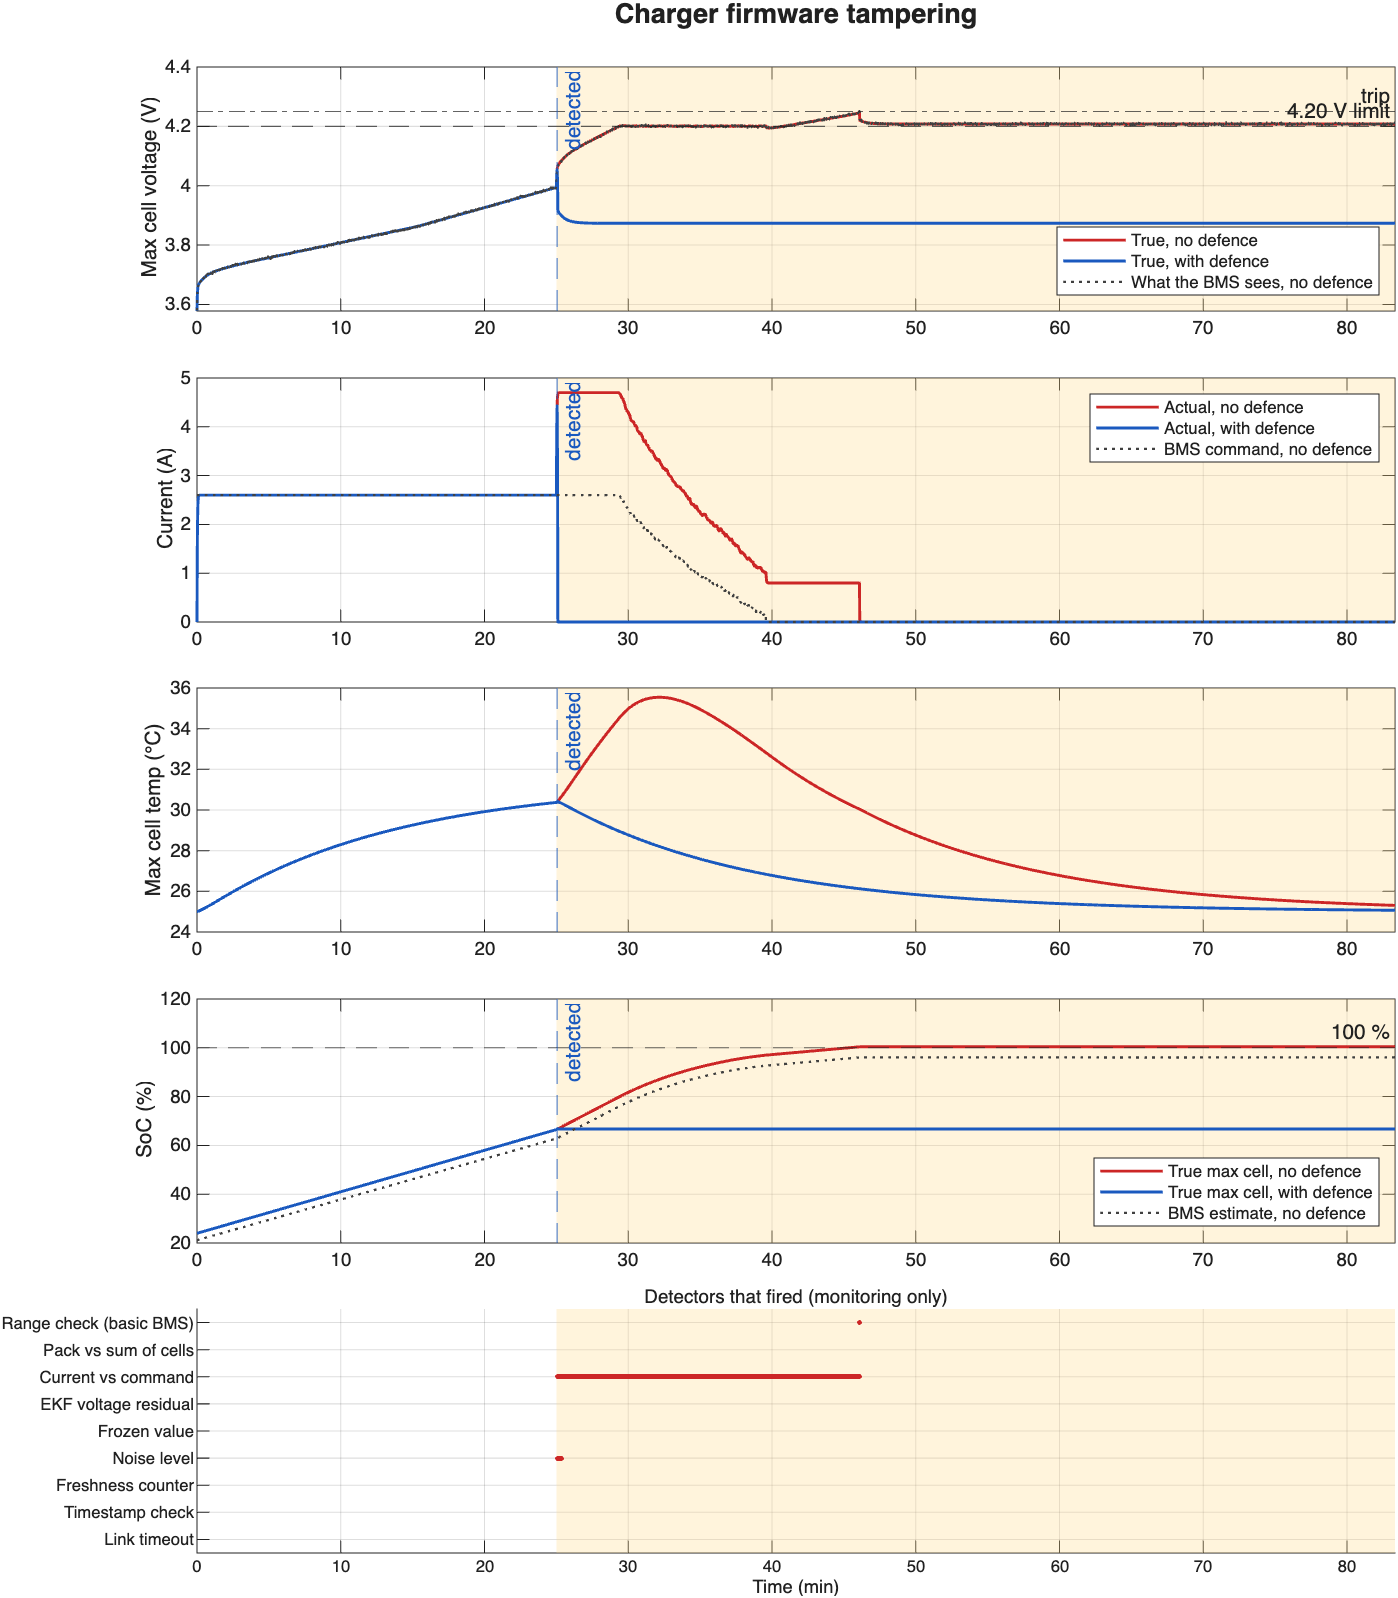 Charger firmware tampering
4.4
4.2
4
3.8
3.6
Max cell voltage (V)
detected
trip
4.20 V limit
True, no defence
True, with defence
What the BMS sees, no defence
0 10 20 30 40 50 60 70 80
5
4
3
2
1
0
Current (A)
detected
Actual, no defence
Actual, with defence
BMS command, no defence
0 10 20 30 40 50 60 70 80
36
34
32
30
28
26
24
Max cell temp (°C)
detected
0 10 20 30 40 50 60 70 80
120
100
80
60
40
20
SoC (%)
detected
100 %
True max cell, no defence
True max cell, with defence
BMS estimate, no defence
0 10 20 30 40 50 60 70 80
Detectors that fired (monitoring only)
Range check (basic BMS)
Pack vs sum of cells
Current vs command
EKF voltage residual
Frozen value
Noise level
Freshness counter
Timestamp check
Link timeout
0 10 20 30 40 50 60 70 80
Time (min)